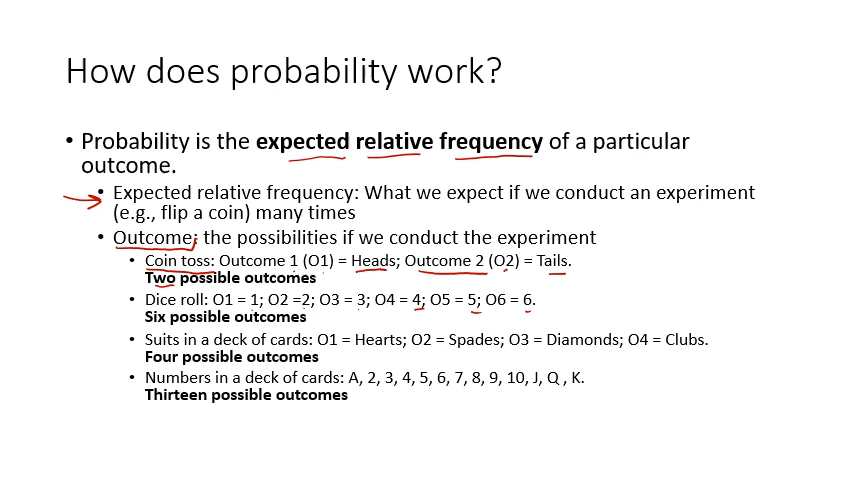 How does probability work?
• Probability is the expected relative frequency of a particular
outcome.
• Expected relative frequency: What we expect if we conduct an experiment
(e.g., flip a coin) many times
• Outcome: the possibilities if we conduct the experiment
• Coin toss: Outcome 1 (O1) = Heads; Outcome 2 (O2) = Tails.
Two possible outcomes
• Dice roll: O1 = 1; O2 =2; O3 = 3; O4 = 4; O5 = 5; O6 = 6.
Six possible outcomes
• Suits in a deck of cards: O1 = Hearts; O2 = Spades; O3 = Diamonds; O4 = Clubs.
Four possible outcomes
• Numbers in a deck of cards: A, 2, 3, 4, 5, 6, 7, 8, 9, 10, J, Q , K.
Thirteen possible outcomes